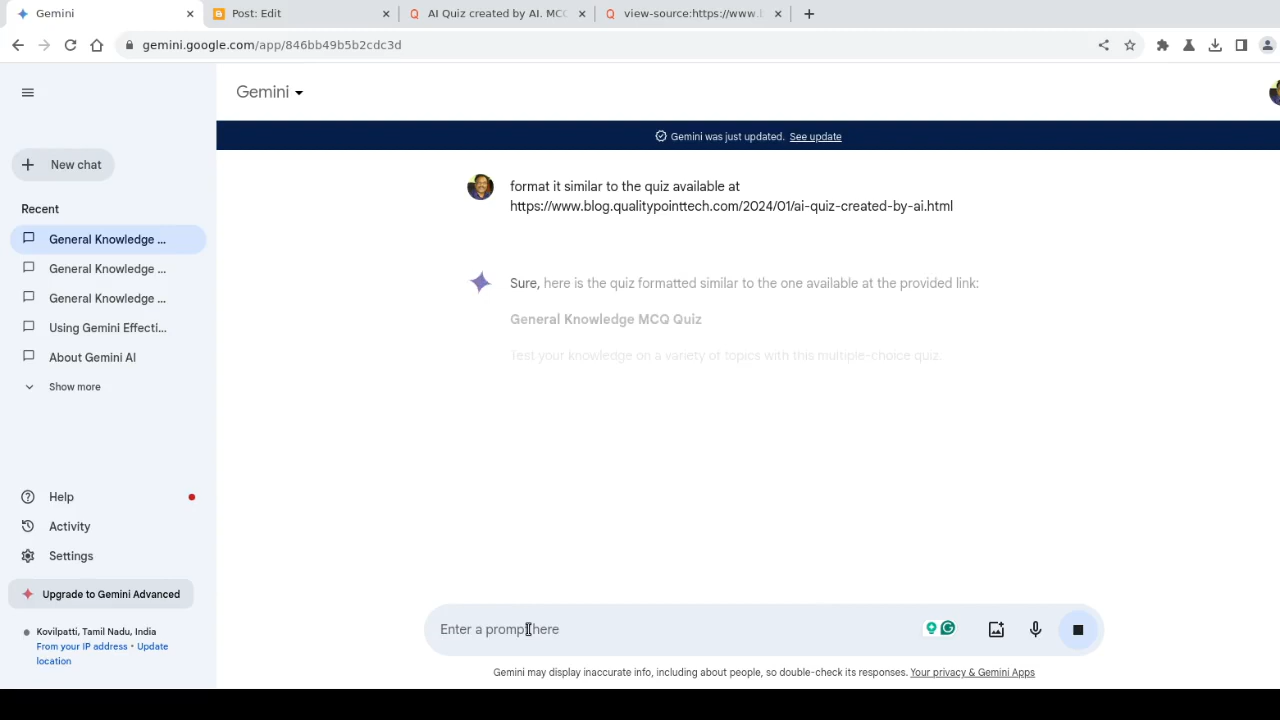 Gemini
Post: Edit
AI Quiz created by AI. MCC
view-source:https://www.b
gemini.google.com/app/846bb49b5b2cdc3d
Gemini
Gemini was just updated. See update
New chat
Recent
General Knowledge ...
General Knowledge ...
General Knowledge ...
Using Gemini Effecti...
About Gemini AI
Show more
format it similar to the quiz available at
https://www.blog.qualitypointtech.com/2024/01/ai-quiz-created-by-ai.html
Sure, here is the quiz formatted similar to the one available at the provided link:
General Knowledge MCQ Quiz
Test your knowledge on a variety of topics with this multiple-choice quiz.
Help
Activity
Settings
Upgrade to Gemini Advanced
Kovilpatti, Tamil Nadu, India
From your IP address • Update
location
Enter a prompt here
Gemini may display inaccurate info, including about people, so double-check its responses. Your privacy & Gemini Apps